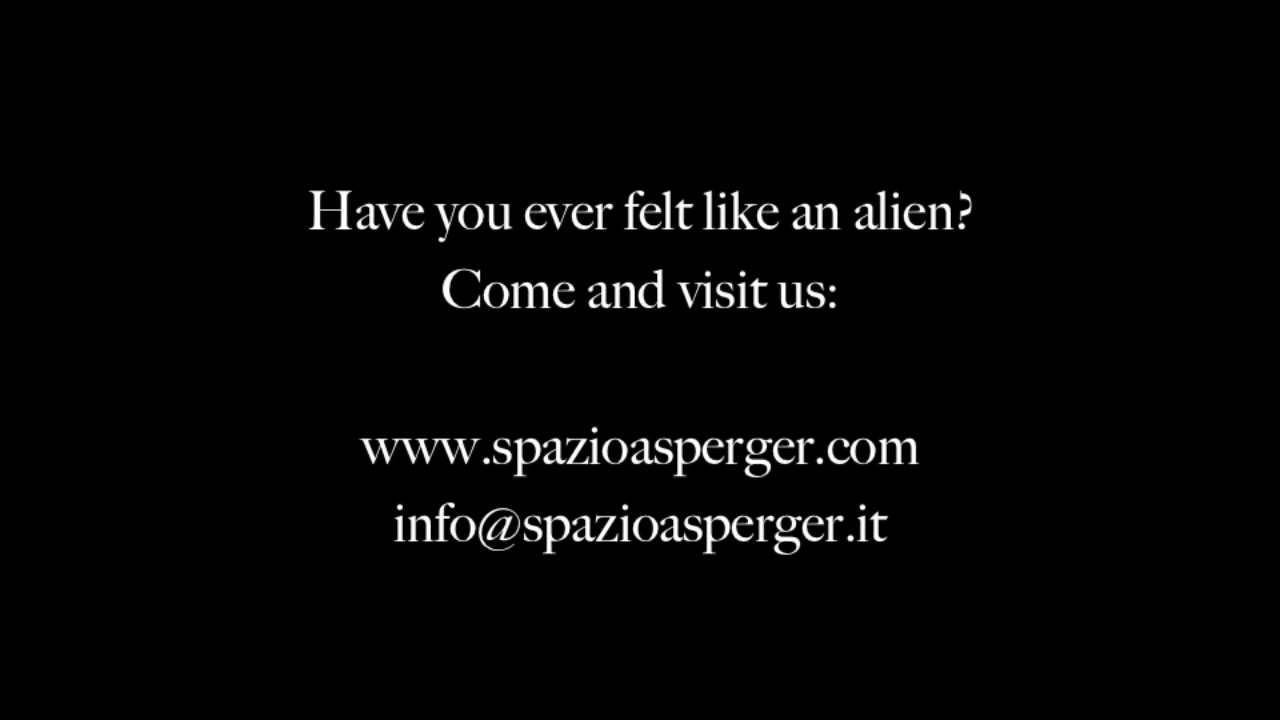 Have you ever felt like an alien?
Come and visit us:
www.spazioasperger.com
info@spazioasperger.it